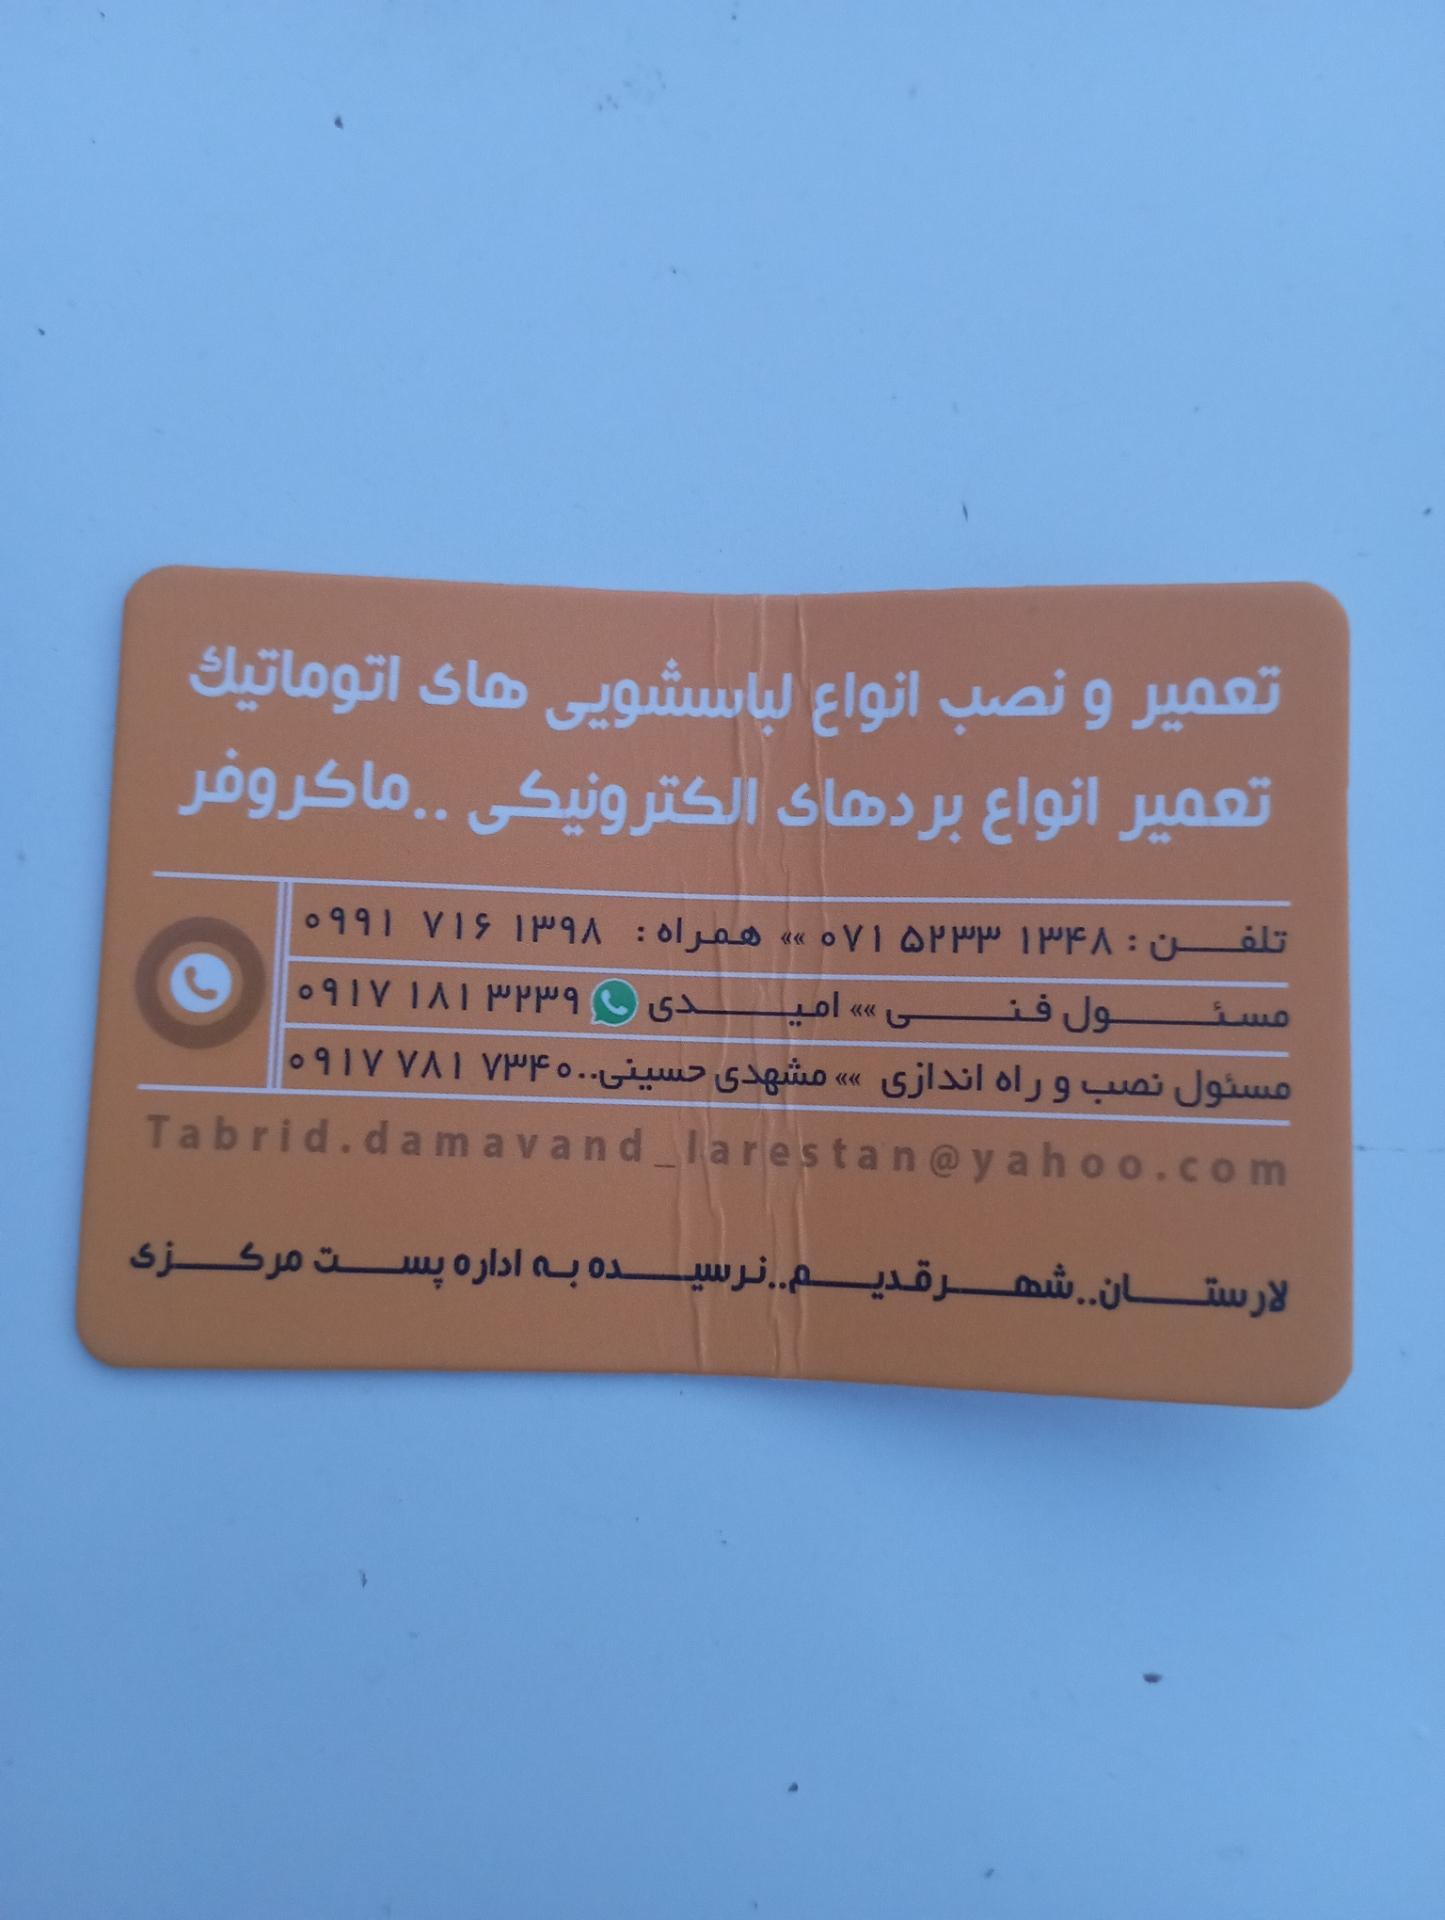 تعمیر و نصب انواع لباسشویی های اتوماتیک
تعمیر انواع بردهای الکترونیکی ..ماکروفر
تلفن : ۰۷۱ ۵۲۳۳ ۱۳۴۸ »» همراه : ۰۹۹۱ ۷۱۶ ۱۳۹۸
مسئول فنی »» امیدی ۰۹۱۷ ۱۸۱ ۳۲۳۹
مسئول نصب و راه اندازی »» مشهدی حسینی..۰۹۱۷ ۷۸۱ ۷۳۴۰
Tabrid.damavand_larestan@yahoo.com
لارستان..شهرقدیم..نرسیده به اداره پست مرکزی